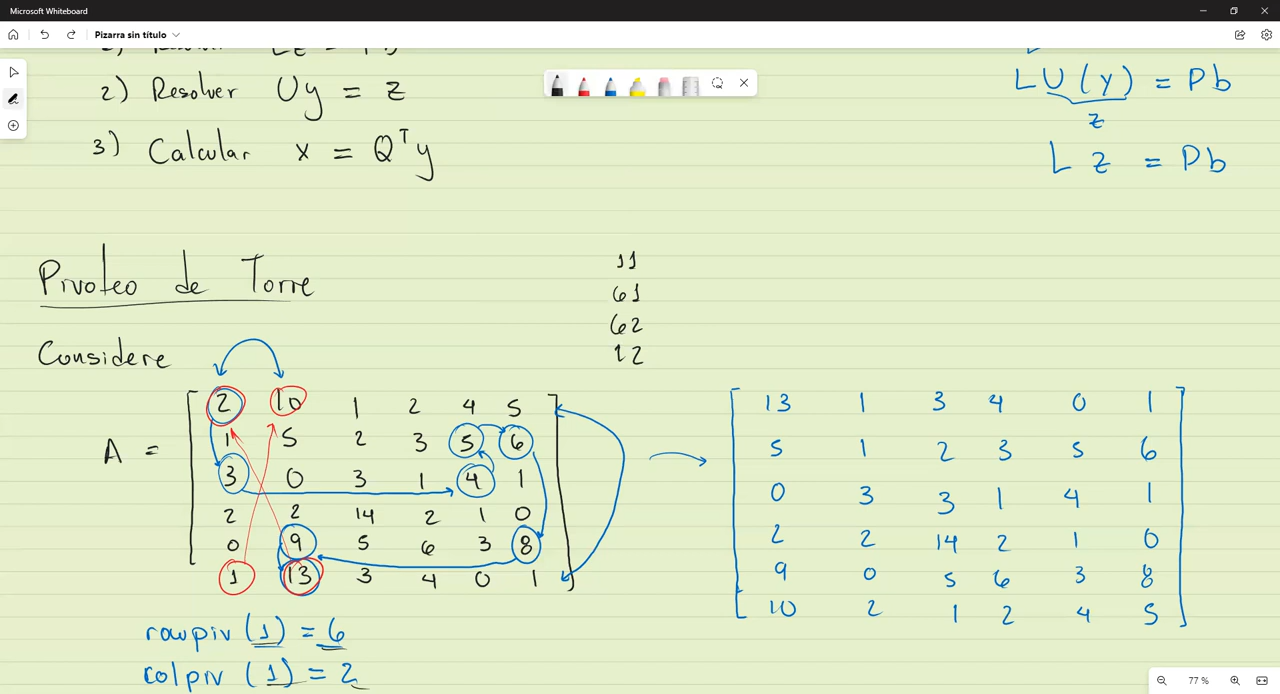 Microsoft Whiteboard
Pizarra sin título
2) Resolver Uy = z
3) Calcular x = Qᵀy
LU(y) = Pb
z
Lz = Pb
Pivoteo de Torre
11
61
62
12
Considere
A =
2 10 1 2 4 5
1 5 2 3 5 6
3 0 3 1 4 1
2 2 14 2 1 0
0 9 5 6 3 8
1 13 3 4 0 1
13 1 3 4 0 1
5 1 2 3 5 6
0 3 3 1 4 1
2 2 14 2 1 0
9 0 5 6 3 8
10 2 1 2 4 5
rowpiv (1) = 6
colpiv (1) = 2
77 %